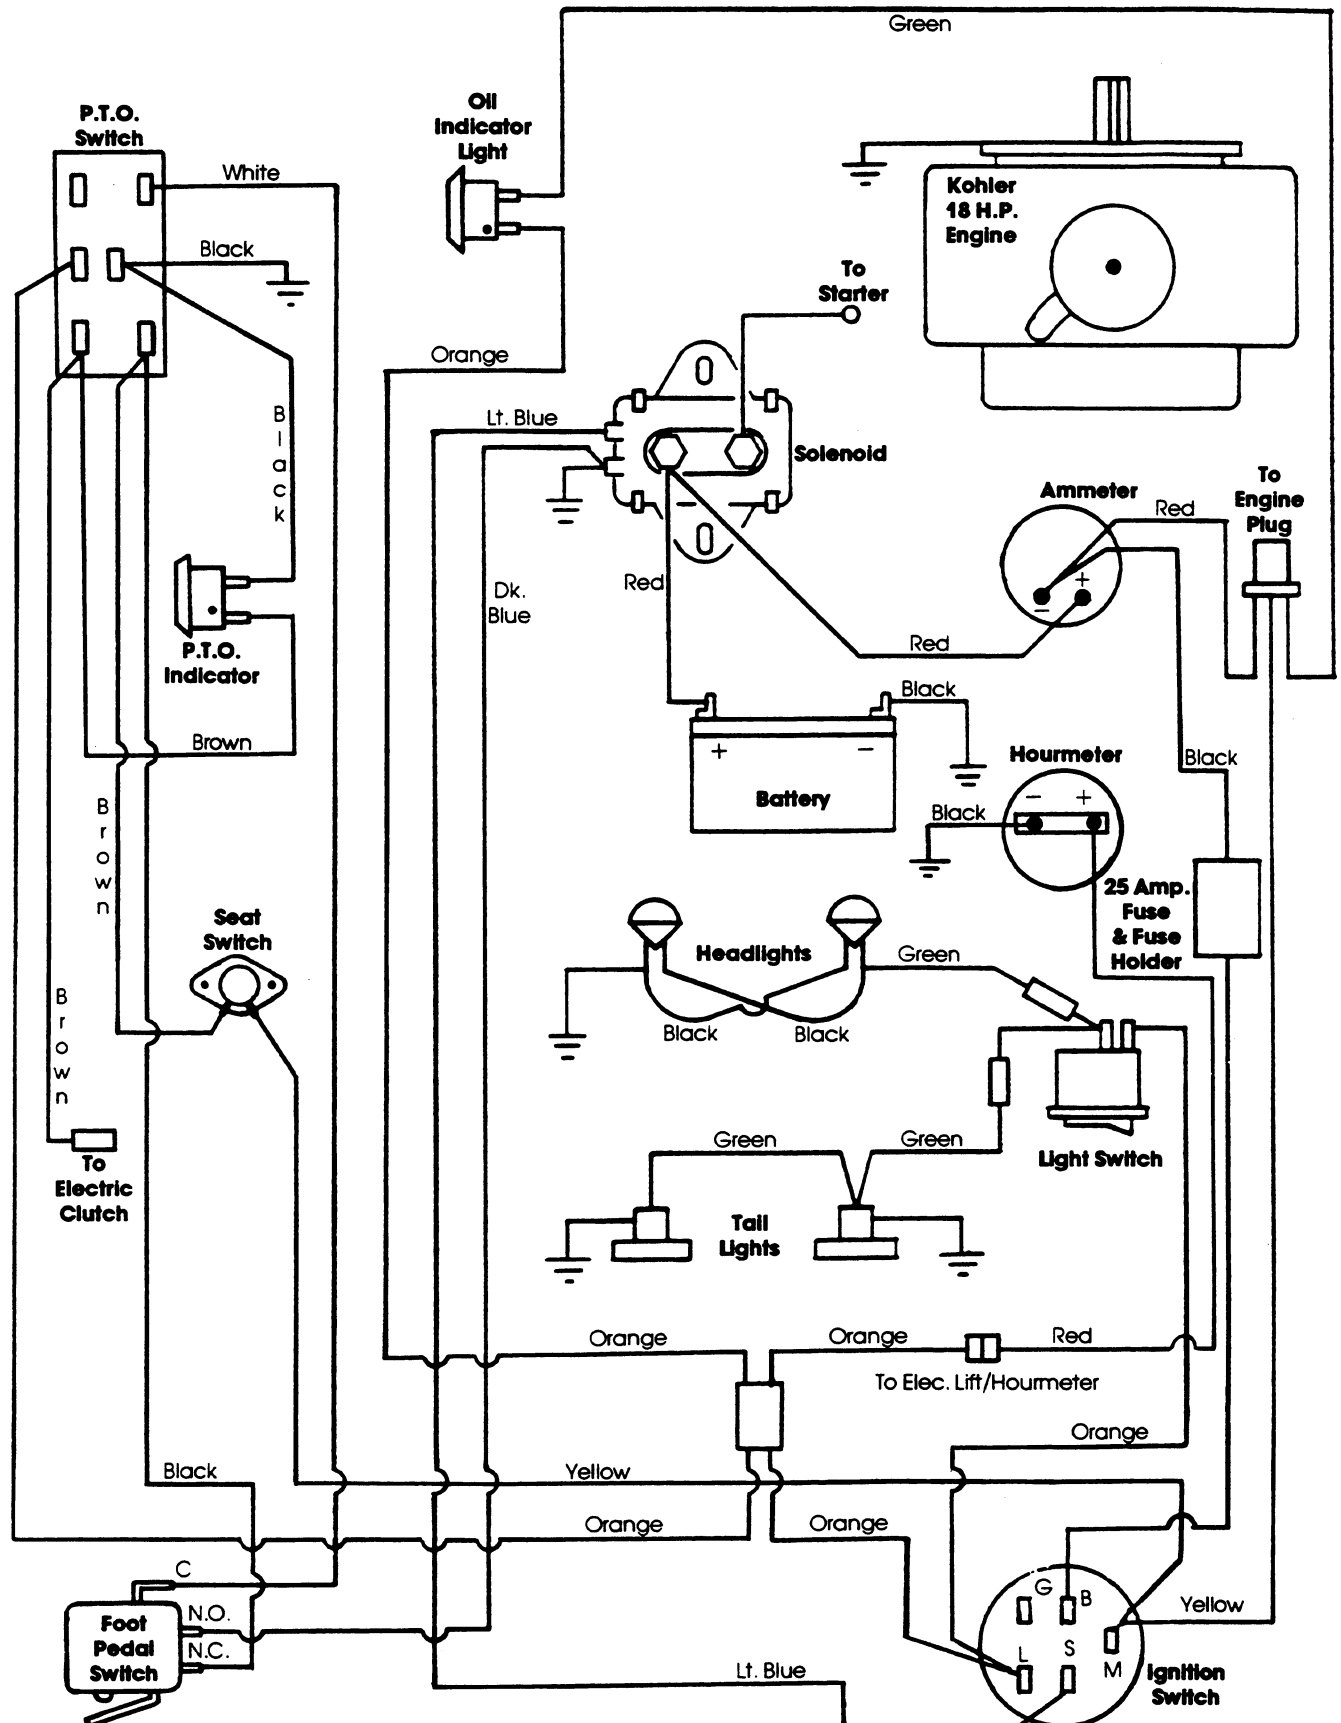 Green
Oil
Indicator
Light
P.T.O.
Switch
White
Kohler
18 H.P.
Engine
Black
To
Starter
Orange
Lt. Blue
Black
Solenoid
Ammeter
Red
To
Engine
Plug
Red
+
−
Dk.
Blue
Red
P.T.O.
Indicator
Black
Brown
+
−
Battery
Hourmeter
Black
−
+
Black
Brown
25 Amp.
Fuse
& Fuse
Holder
Seat
Switch
Headlights
Green
Black
Black
Brown
Green
Green
Light Switch
To
Electric
Clutch
Tail
Lights
Orange
Orange
Red
To Elec. Lift/Hourmeter
Orange
Black
Yellow
Orange
Orange
C
G
B
N.O.
Yellow
Foot
Pedal
Switch
N.C.
L
S
M
Lt. Blue
Ignition
Switch